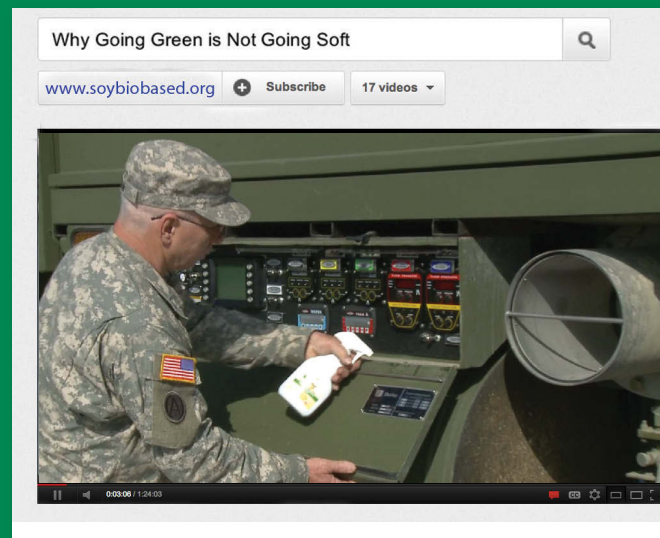 Why Going Green is Not Going Soft
www.soybiobased.org
Subscribe
17 videos
0:03:06 / 1:24:03
CC